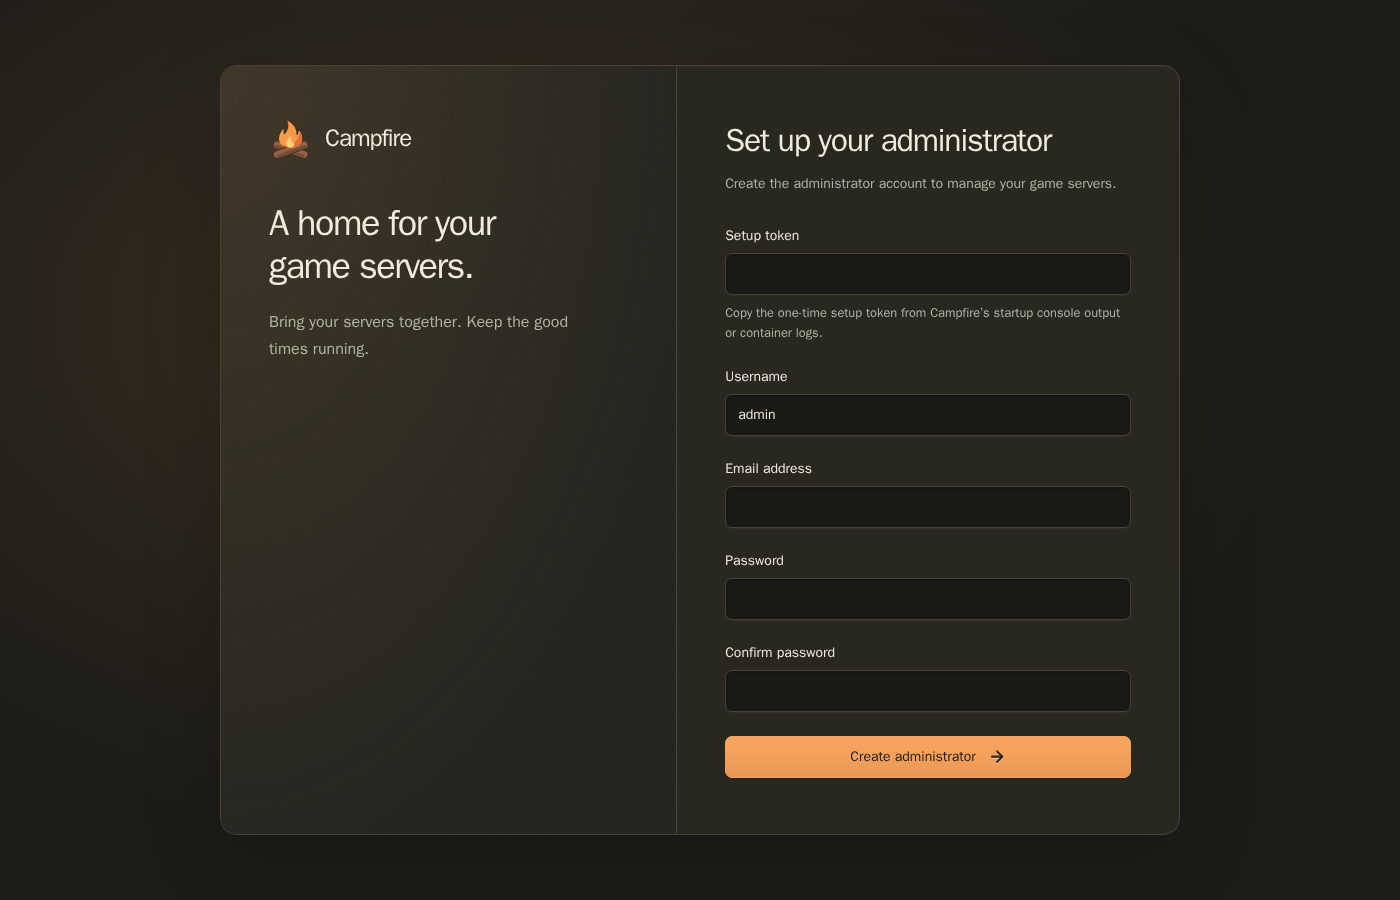 Campfire
A home for your
game servers.
Bring your servers together. Keep the good
times running.
Set up your administrator
Create the administrator account to manage your game servers.
Setup token
Copy the one-time setup token from Campfire's startup console output
or container logs.
Username
admin
Email address
Password
Confirm password
Create administrator